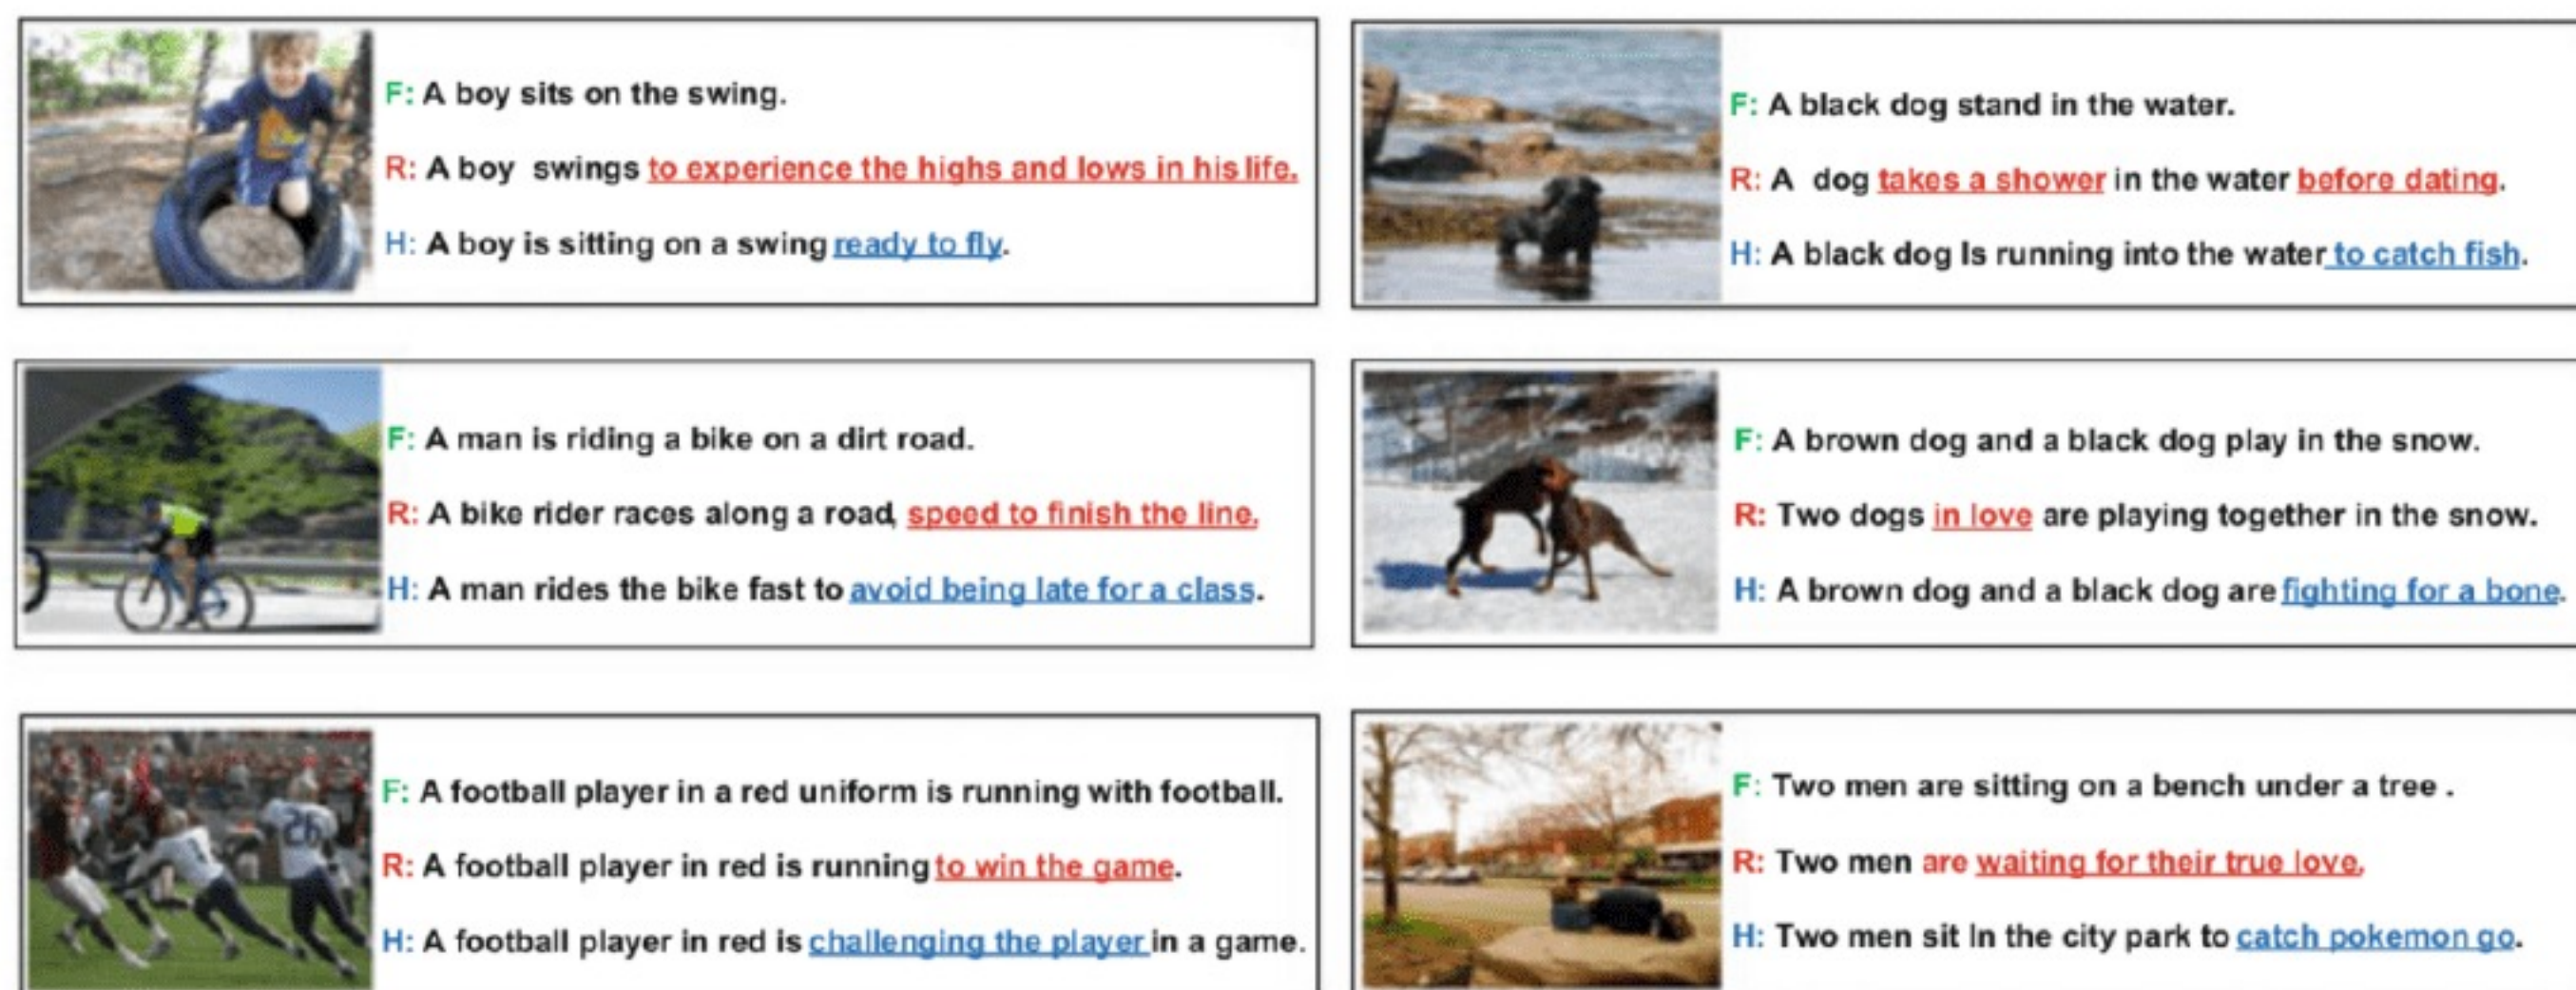 F: A boy sits on the swing.
R: A boy swings to experience the highs and lows in his life.
H: A boy is sitting on a swing ready to fly.
F: A black dog stand in the water.
R: A dog takes a shower in the water before dating.
H: A black dog Is running into the water to catch fish.
F: A man is riding a bike on a dirt road.
R: A bike rider races along a road, speed to finish the line.
H: A man rides the bike fast to avoid being late for a class.
F: A brown dog and a black dog play in the snow.
R: Two dogs in love are playing together in the snow.
H: A brown dog and a black dog are fighting for a bone.
F: A football player in a red uniform is running with football.
R: A football player in red is running to win the game.
H: A football player in red is challenging the player in a game.
26
F: Two men are sitting on a bench under a tree .
R: Two men are waiting for their true love.
H: Two men sit In the city park to catch pokemon go.